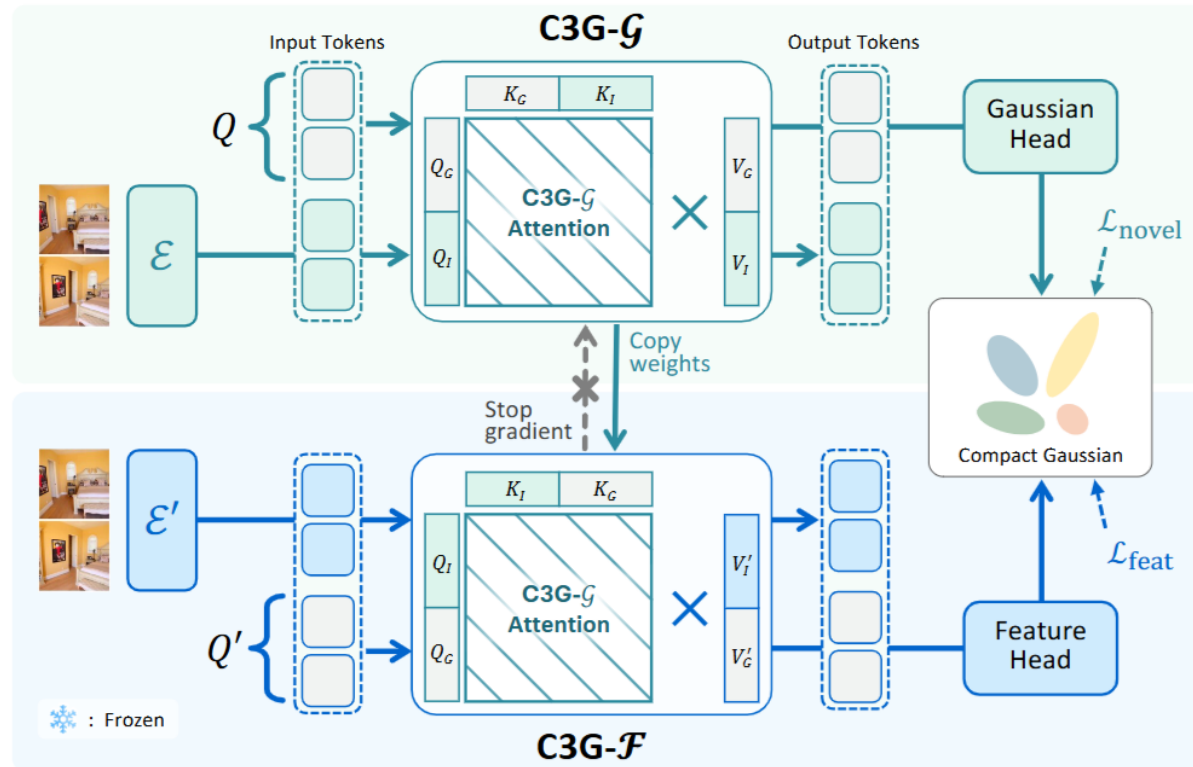 C3G-𝒢
Input Tokens
Output Tokens
Q
ℰ
K_G K_I
Q_G
Q_I
C3G-𝒢
Attention
×
V_G
V_I
Gaussian
Head
ℒ_novel
Copy
weights
Stop
gradient
Compact Gaussian
ℰ′
Q′
K_I K_G
Q_I
Q_G
C3G-𝒢
Attention
×
V′_I
V′_G
ℒ_feat
Feature
Head
: Frozen
C3G-ℱ